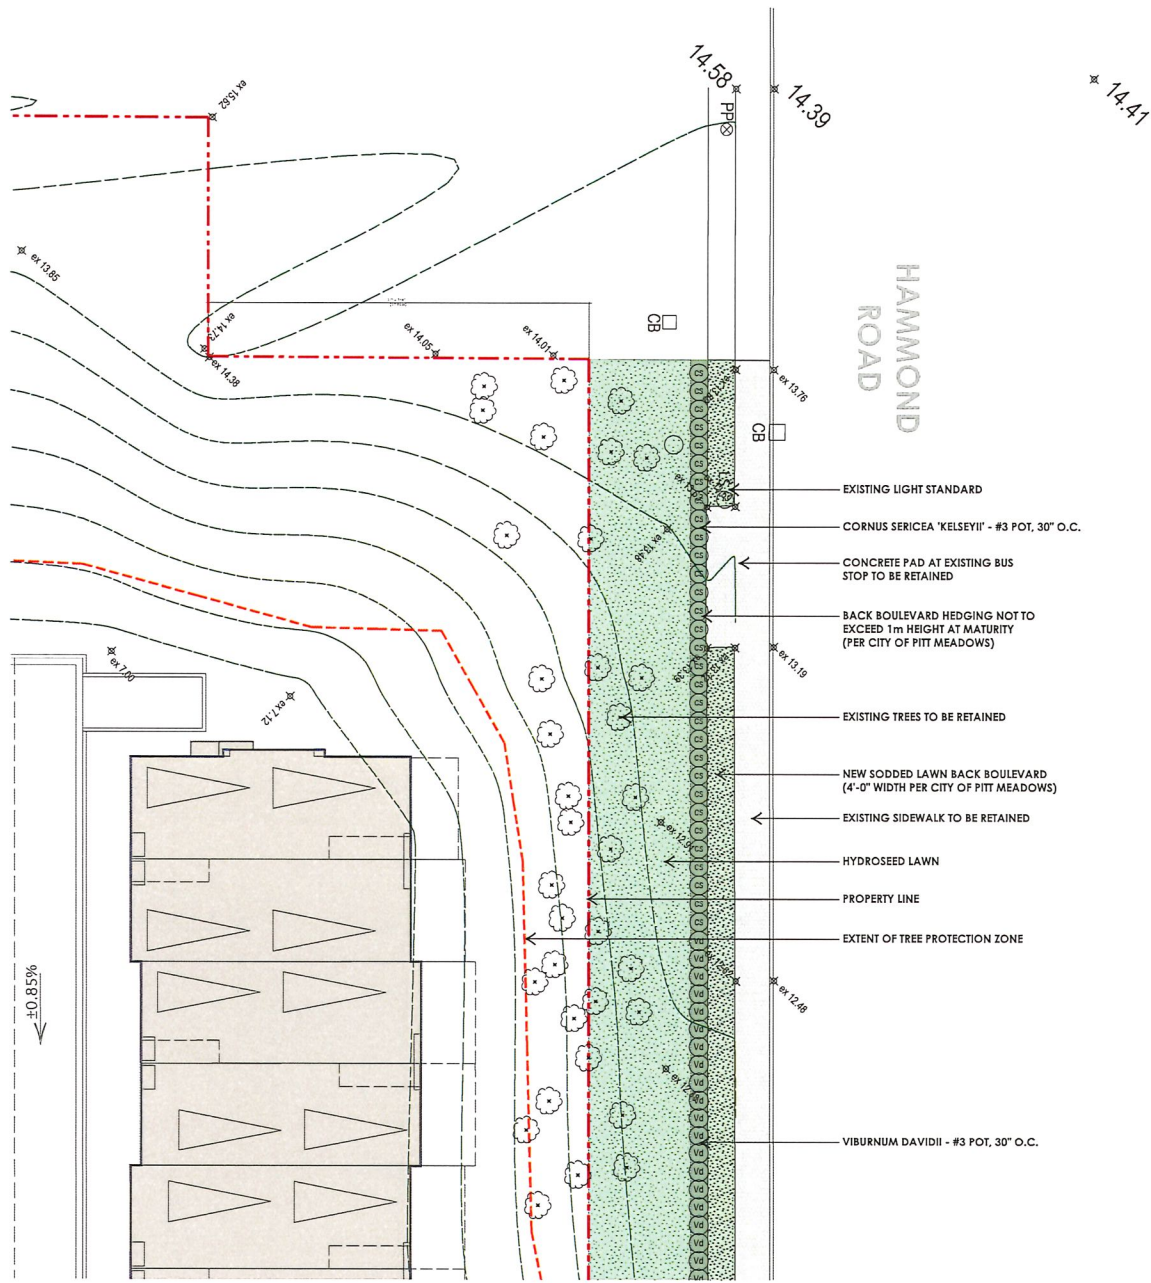 14.58
PP
14.39
14.41
ex 15.62
ex 13.85
HAMMOND
ROAD
CB
ex 14.73
ex 14.38
ex 14.05
ex 14.01
ex 13.76
CB
EXISTING LIGHT STANDARD
CORNUS SERICEA 'KELSEYII' - #3 POT, 30" O.C.
ex 13.48
CONCRETE PAD AT EXISTING BUS
STOP TO BE RETAINED
BACK BOULEVARD HEDGING NOT TO
EXCEED 1m HEIGHT AT MATURITY
(PER CITY OF PITT MEADOWS)
ex 13.19
ex 7.00
ex 7.12
EXISTING TREES TO BE RETAINED
NEW SODDED LAWN BACK BOULEVARD
(4'-0" WIDTH PER CITY OF PITT MEADOWS)
EXISTING SIDEWALK TO BE RETAINED
HYDROSEED LAWN
PROPERTY LINE
EXTENT OF TREE PROTECTION ZONE
±0.85%
ex 12.48
VIBURNUM DAVIDII - #3 POT, 30" O.C.
Vd